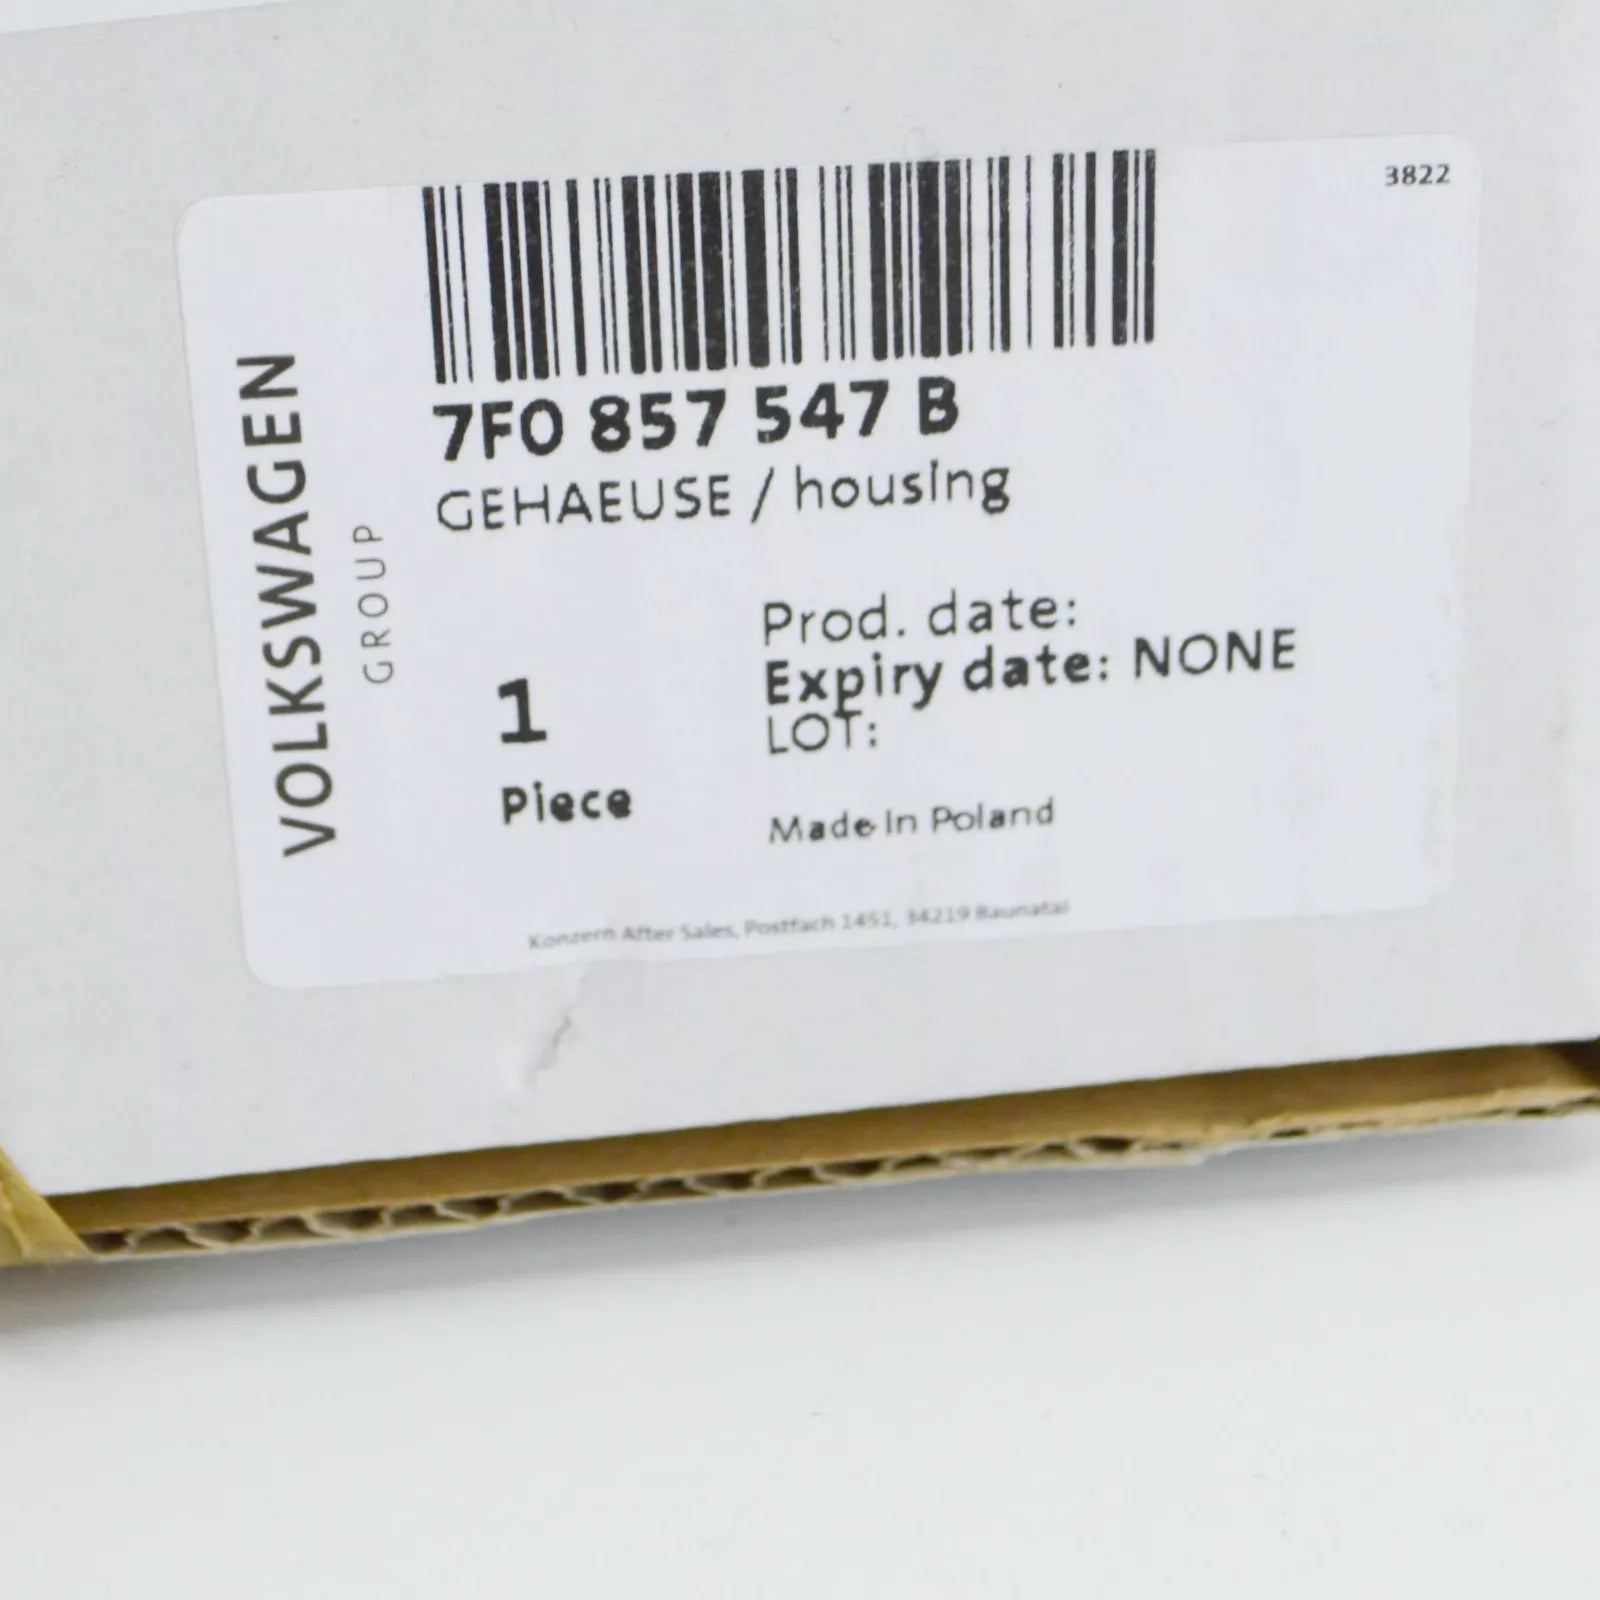 3822
7F0 857 547 B
GEHAEUSE / housing
VOLKSWAGEN
GROUP
Prod. date:
Expiry date: NONE
LOT:
1
Piece
Made In Poland
Konzern After Sales, Postfach 1451, 34219 Baunatal